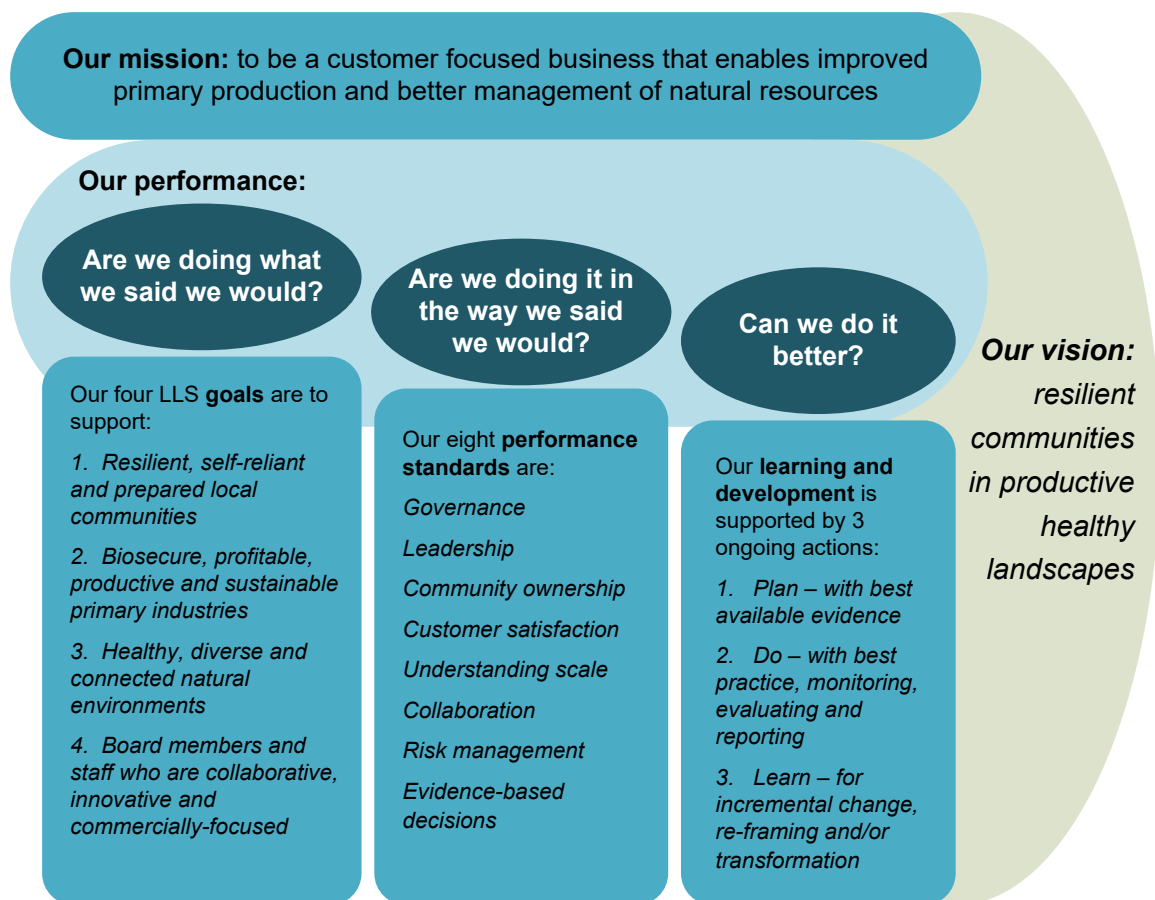 Our mission: to be a customer focused business that enables improved
primary production and better management of natural resources
Our performance:
Are we doing what
we said we would?
Our four LLS goals are to
support:
1. Resilient, self-reliant
and prepared local
communities
2. Biosecure, profitable,
productive and sustainable
primary industries
3. Healthy, diverse and
connected natural
environments
4. Board members and
staff who are collaborative,
innovative and
commercially-focused
Are we doing it in
the way we said
we would?
Our eight performance
standards are:
Governance
Leadership
Community ownership
Customer satisfaction
Understanding scale
Collaboration
Risk management
Evidence-based
decisions
Can we do it
better?
Our learning and
development is
supported by 3
ongoing actions:
1. Plan – with best
available evidence
2. Do – with best
practice, monitoring,
evaluating and
reporting
3. Learn – for
incremental change,
re-framing and/or
transformation
Our vision:
resilient
communities
in productive
healthy
landscapes